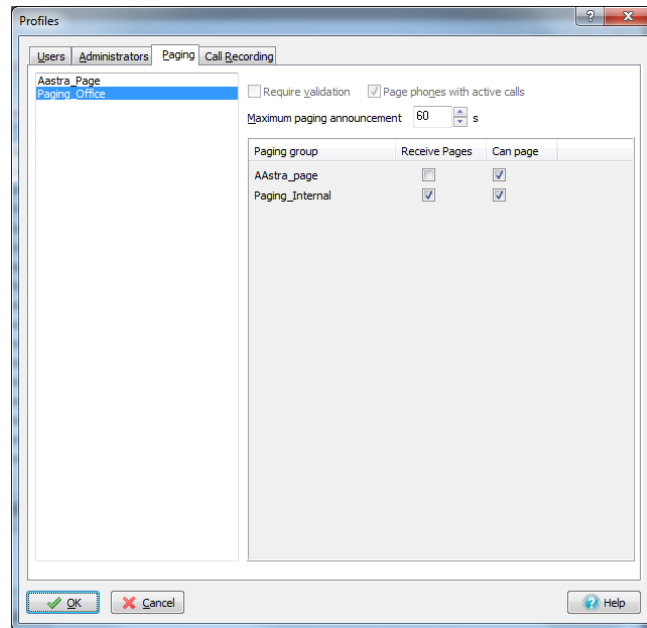 Profiles
Users Administrators Paging Call Recording
Aastra_Page
Paging_Office
Require validation Page phones with active calls
Maximum paging announcement 60 s
Paging group Receive Pages Can page
AAstra_page
Paging_Internal
OK Cancel Help